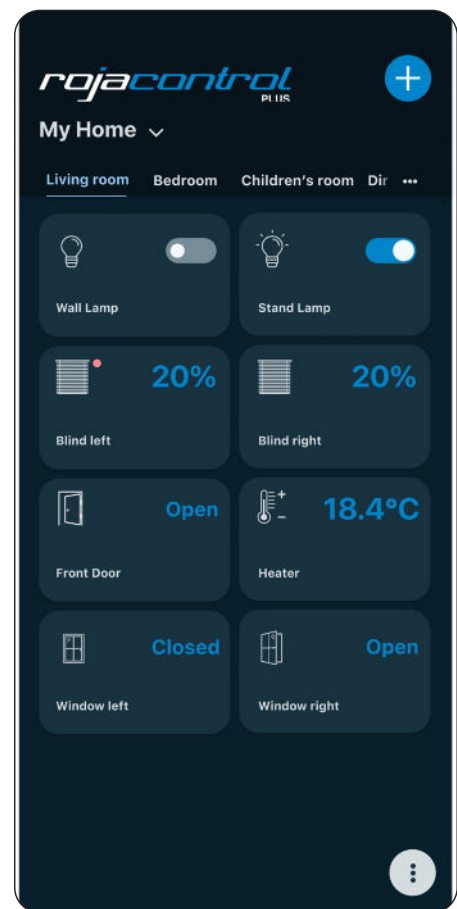 rojacontrol
PLUS
My Home
Living room Bedroom Children's room Dir ...
Wall Lamp Stand Lamp
20% 20%
Blind left Blind right
Open 18.4°C
Front Door Heater
Closed Open
Window left Window right